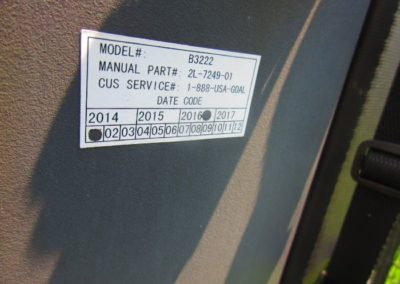 MODEL#: B3222
MANUAL PART#: 2L-7249-01
CUS SERVICE#: 1-888-USA-GOAL
DATE CODE
2014 2015 2016 2017
02 03 04 05 06 07 08 09 10 11 12